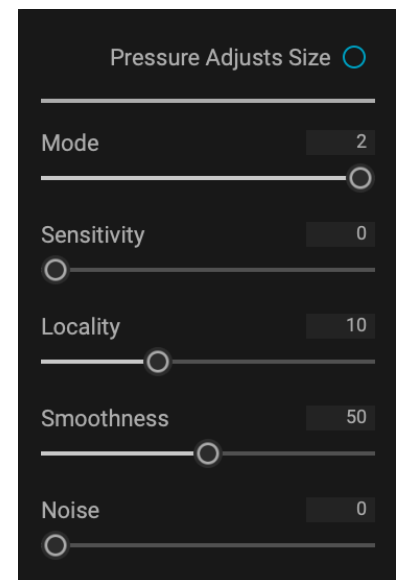 Pressure Adjusts Size
Mode 2
Sensitivity 0
Locality 10
Smoothness 50
Noise 0